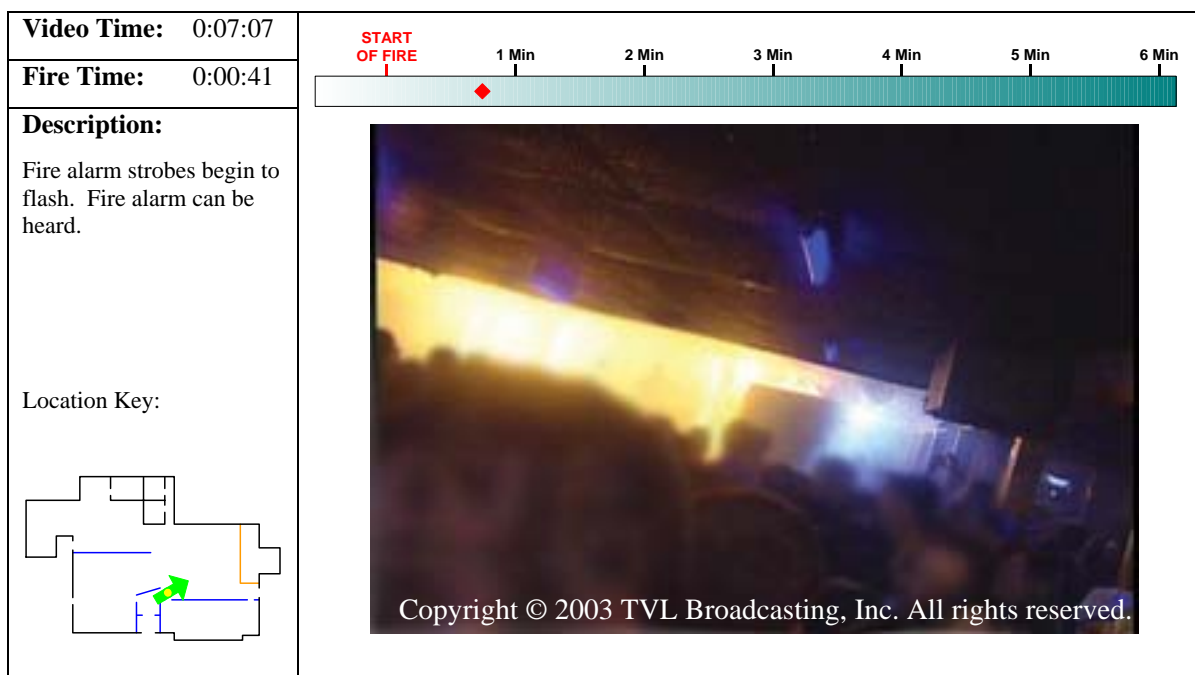 Video Time: 0:07:07
Fire Time: 0:00:41
Description:
Fire alarm strobes begin to
flash. Fire alarm can be
heard.
Location Key:
START
OF FIRE
1 Min
2 Min
3 Min
4 Min
5 Min
6 Min
Copyright © 2003 TVL Broadcasting, Inc. All rights reserved.